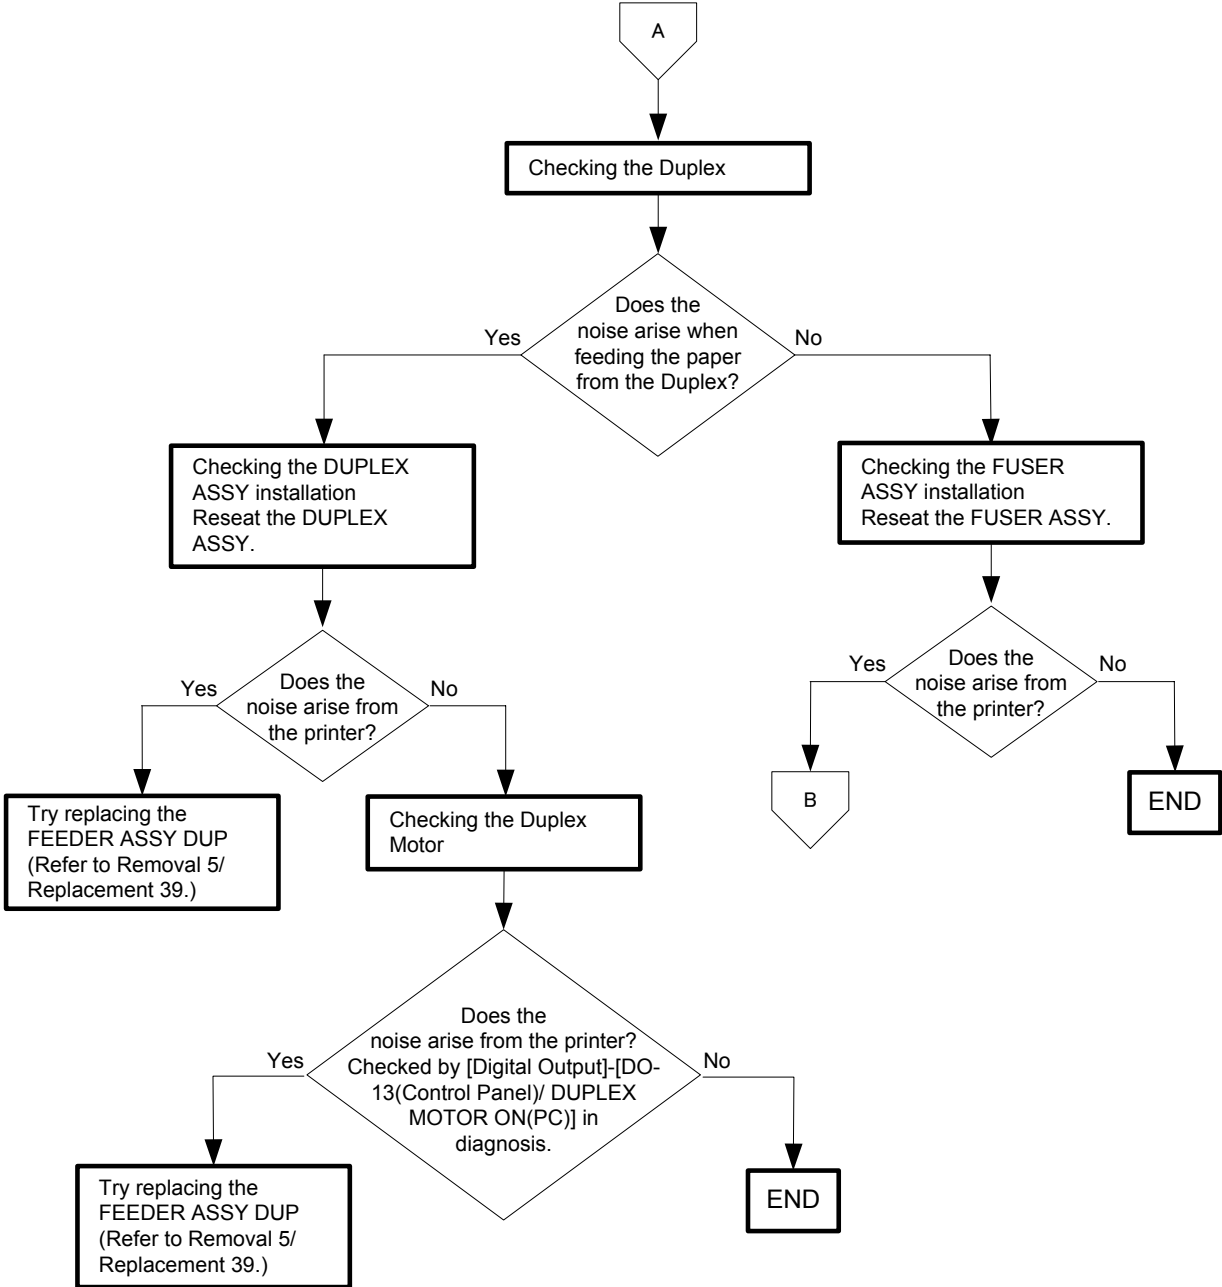 A
Checking the Duplex
Does the
noise arise when
feeding the paper
from the Duplex?
Yes
No
Checking the DUPLEX
ASSY installation
Reseat the DUPLEX
ASSY.
Checking the FUSER
ASSY installation
Reseat the FUSER ASSY.
Does the
noise arise from
the printer?
Yes
No
Does the
noise arise from
the printer?
Yes
No
Try replacing the
FEEDER ASSY DUP
(Refer to Removal 5/
Replacement 39.)
Checking the Duplex
Motor
B
END
Does the
noise arise from the printer?
Checked by [Digital Output]-[DO-
13(Control Panel)/ DUPLEX
MOTOR ON(PC)] in
diagnosis.
Yes
No
Try replacing the
FEEDER ASSY DUP
(Refer to Removal 5/
Replacement 39.)
END